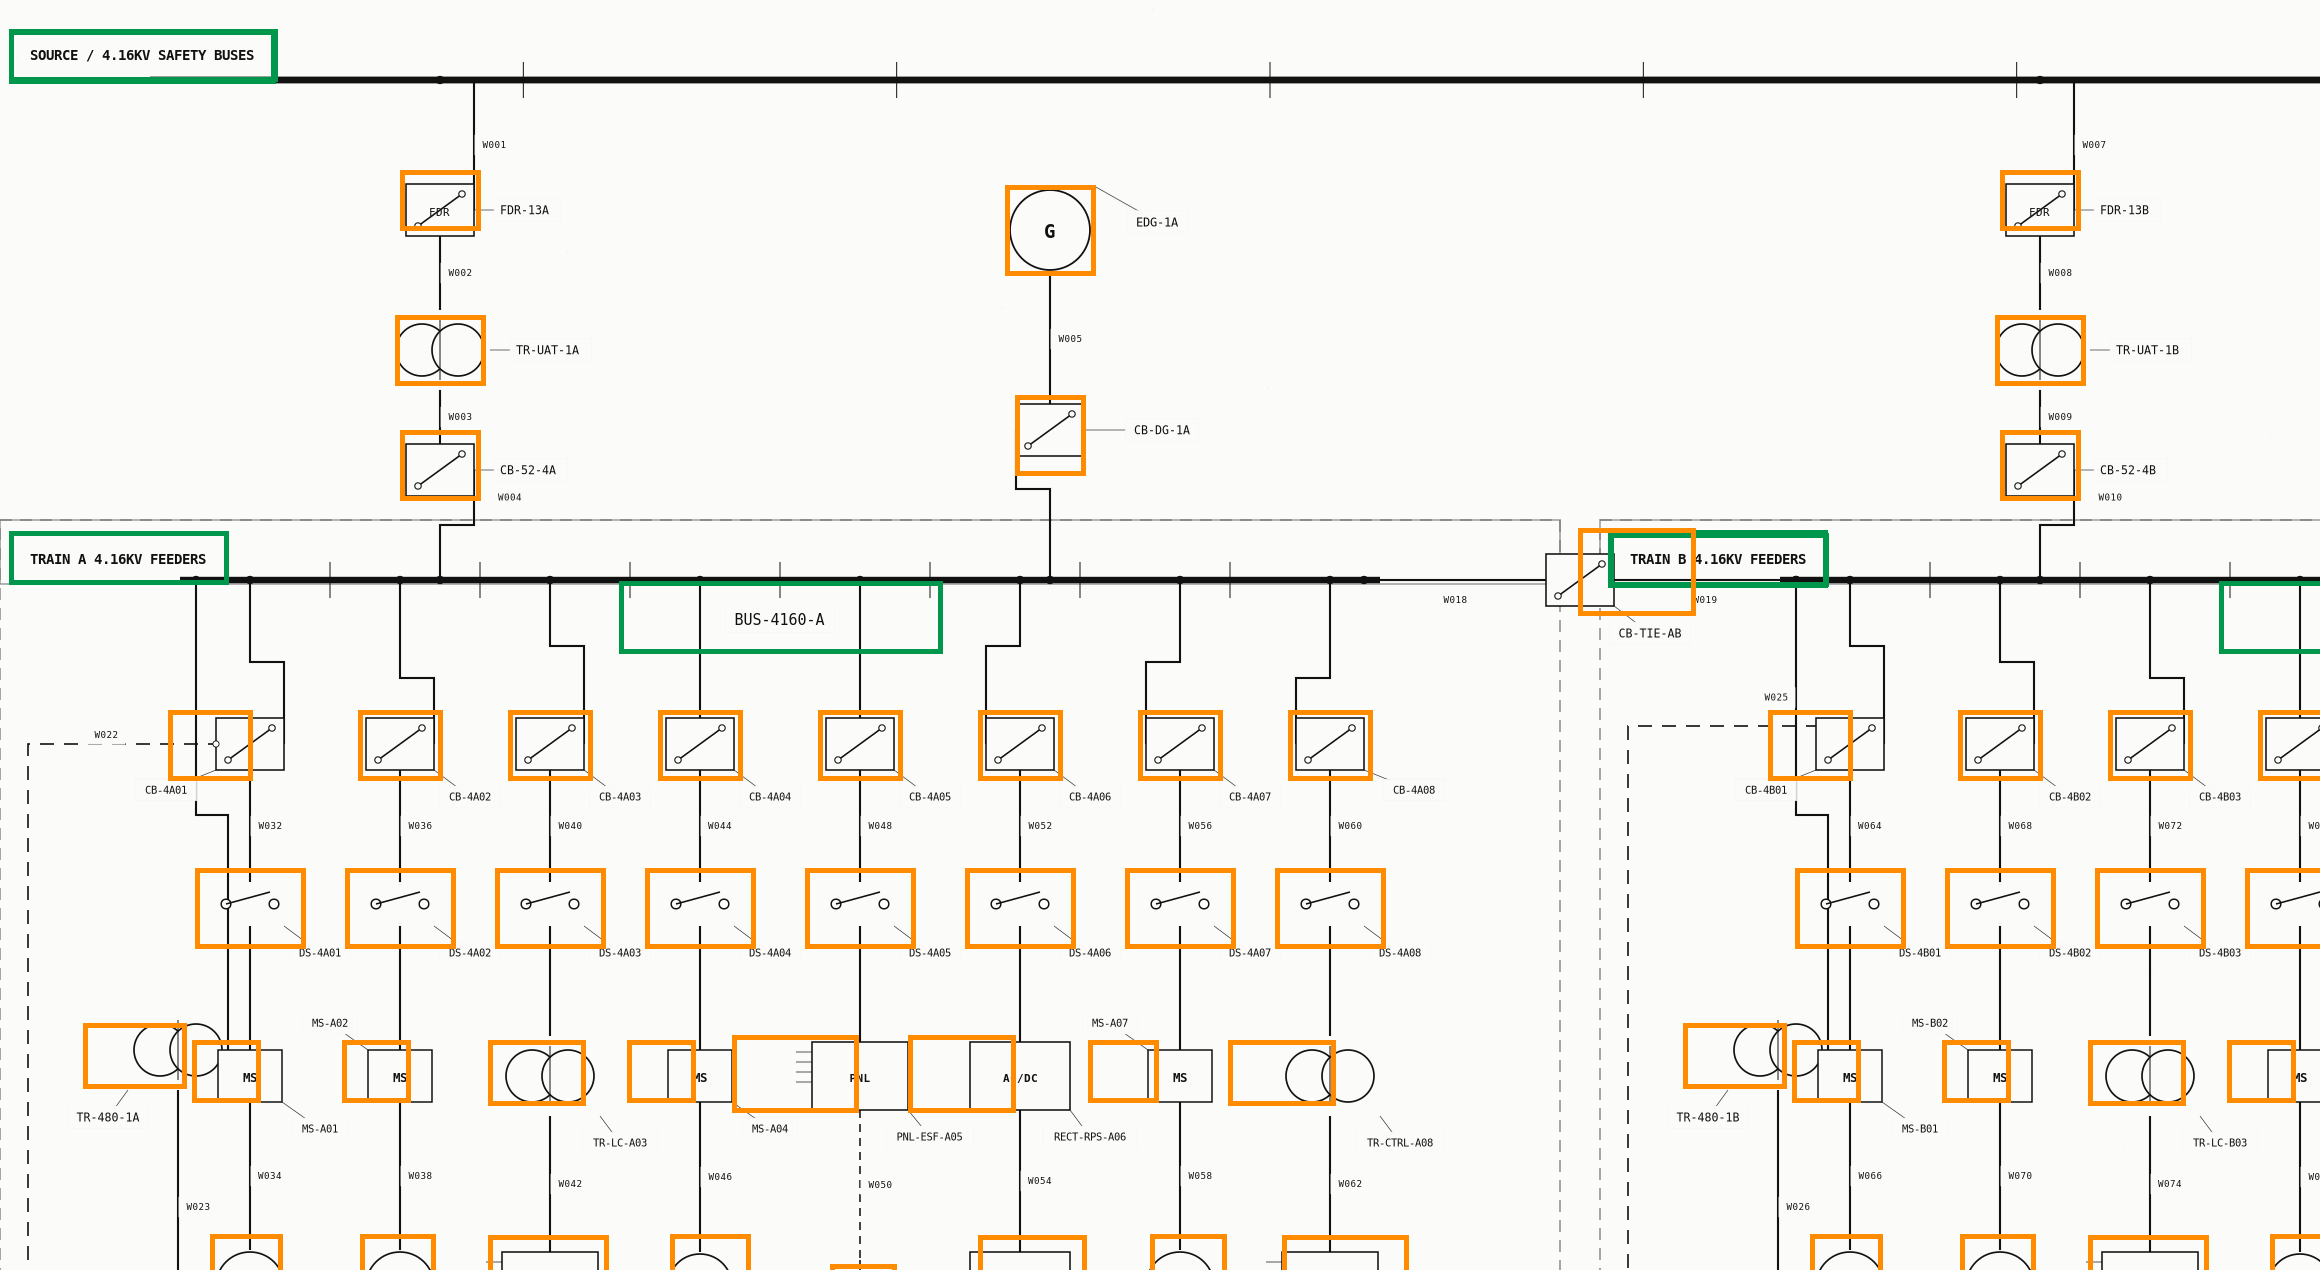 SOURCE / 4.16KV SAFETY BUSES
W001
W007
FDR
FDR-13A
G
EDG-1A
FDR
FDR-13B
W002
W008
W005
TR-UAT-1A
TR-UAT-1B
W003
W009
CB-DG-1A
CB-52-4A
CB-52-4B
W004
W010
TRAIN A 4.16KV FEEDERS
TRAIN B 4.16KV FEEDERS
W018
W019
BUS-4160-A
CB-TIE-AB
W025
W022
CB-4A01
CB-4A02
CB-4A03
CB-4A04
CB-4A05
CB-4A06
CB-4A07
CB-4A08
CB-4B01
CB-4B02
CB-4B03
W032
W036
W040
W044
W048
W052
W056
W060
W064
W068
W072
DS-4A01
DS-4A02
DS-4A03
DS-4A04
DS-4A05
DS-4A06
DS-4A07
DS-4A08
DS-4B01
DS-4B02
DS-4B03
MS-A02
MS-A07
MS-B02
MS
MS
MS
PNL
AC/DC
MS
MS
MS
MS
TR-480-1A
MS-A01
TR-LC-A03
MS-A04
PNL-ESF-A05
RECT-RPS-A06
TR-CTRL-A08
TR-480-1B
MS-B01
TR-LC-B03
W034
W038
W042
W046
W050
W054
W058
W062
W066
W070
W074
W023
W026